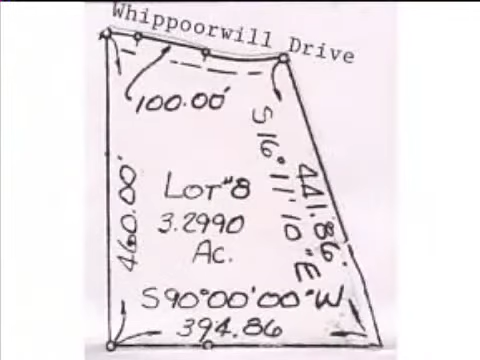 Whippoorwill Drive
100.00'
S 16° 11' 10 "E
441.86'
460.00'
LOT #8
3.2990
Ac.
S90°00'00"W
394.86